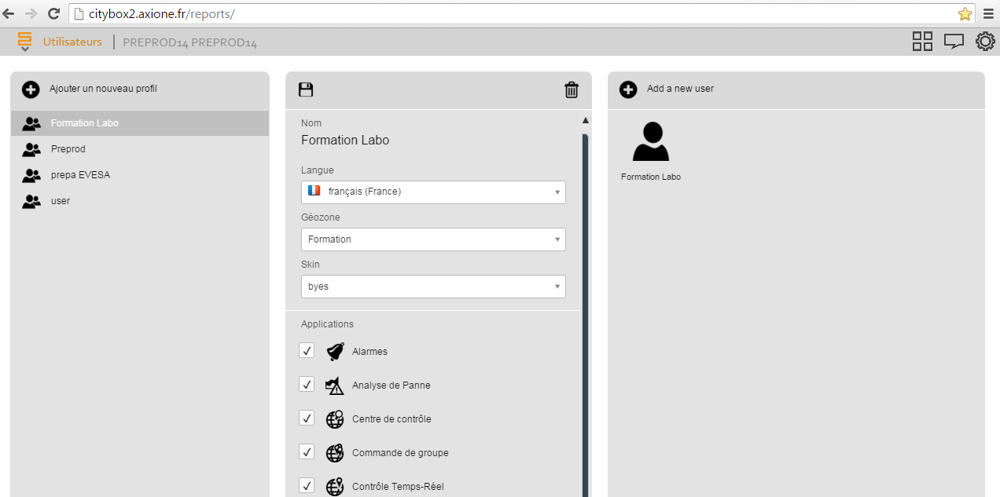 citybox2.axione.fr/reports/
Utilisateurs | PREPROD14 PREPROD14
Ajouter un nouveau profil
Formation Labo
Preprod
prepa EVESA
user
Nom
Formation Labo
Langue
français (France)
Géozone
Formation
Skin
byes
Applications
Alarmes
Analyse de Panne
Centre de contrôle
Commande de groupe
Contrôle Temps-Réel
Add a new user
Formation Labo